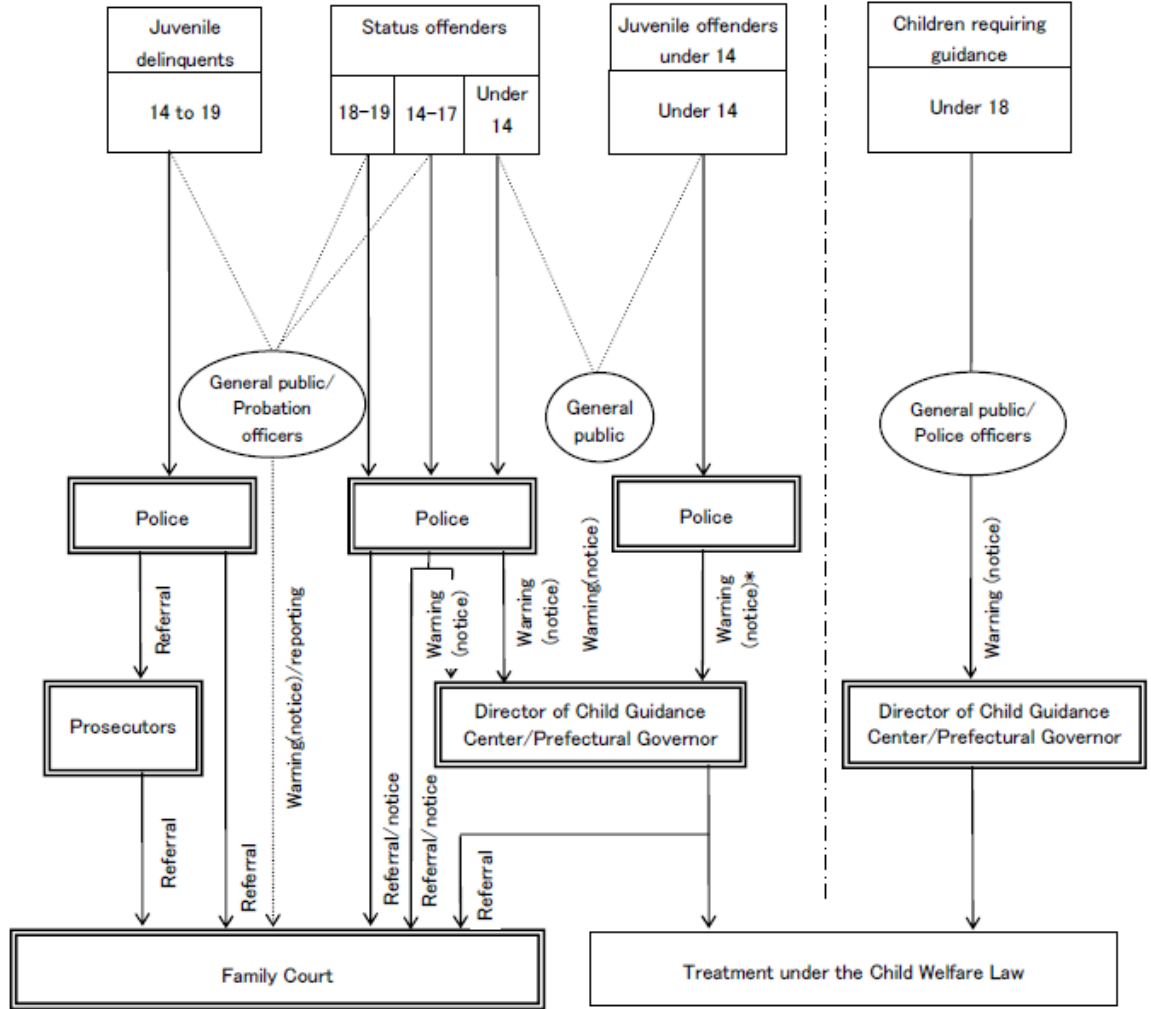 Juvenile
delinquents
14 to 19
Status offenders
18-19
14-17
Under
14
Juvenile offenders
under 14
Under 14
Children requiring
guidance
Under 18
General public/
Probation
officers
General
public
General public/
Police officers
Police
Police
Police
Referral
Warning(notice)/reporting
Warning
(notice)
Warning
(notice)
Warning(notice)
Warning
(notice)*
Warning (notice)
Prosecutors
Director of Child Guidance
Center/Prefectural Governor
Director of Child Guidance
Center/Prefectural Governor
Referral
Referral
Referral/notice
Referral/notice
Referral
Family Court
Treatment under the Child Welfare Law